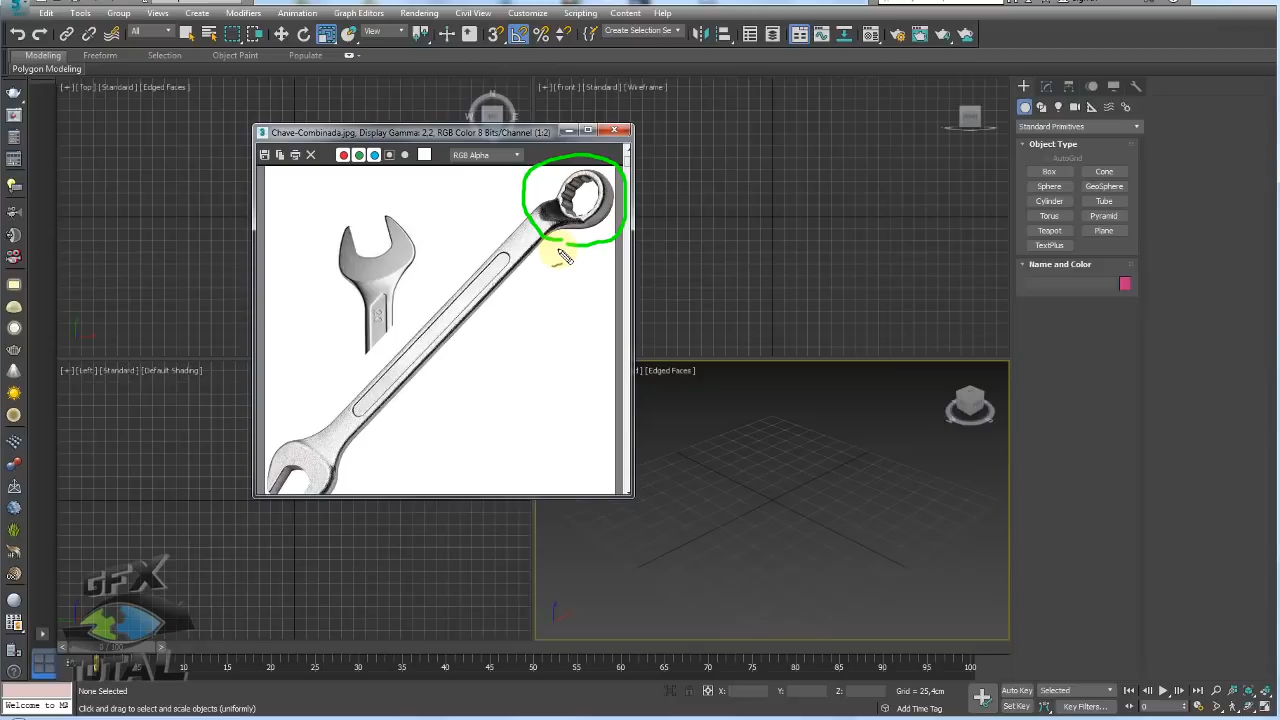 Edit Tools Group Views Create Modifiers Animation Graph Editors Rendering Civil View Customize Scripting Content Help
All View Create Selection Se
Modeling Freeform Selection Object Paint Populate
Polygon Modeling
[+] [Top] [Standard] [Edged Faces]
[+] [Front] [Standard] [Wireframe]
N
W E
Chave-Combinada.jpg, Display Gamma: 2,2, RGB Color 8 Bits/Channel (1:2)
RGB Alpha
Standard Primitives
Object Type
AutoGrid
Box Cone
Sphere GeoSphere
Cylinder Tube
Torus Pyramid
Teapot Plane
TextPlus
Name and Color
[+] [Left] [Standard] [Default Shading]
[Edged Faces]
GFX
TOTAL
0 / 100
10 15 20 25 30 35 40 45 50 55 60 65 70 75 80 85 90 95 100
None Selected
X: Y: Z: Grid = 25,4cm
Auto Key Selected
Welcome to M
Click and drag to select and scale objects (uniformly)
Add Time Tag
Set Key Key Filters... 0